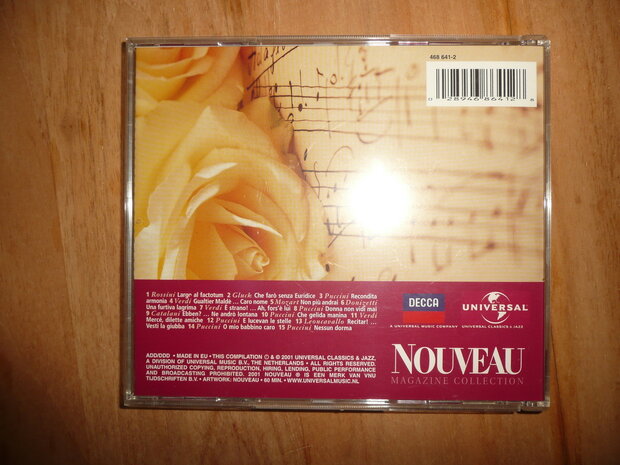 468 641-2
0 28946 86412 8
1 Rossini Largo al factotum 2 Gluck Che farò senza Euridice 3 Puccini Recondita
armonia 4 Verdi Gualtier Maldè ... Caro nome 5 Mozart Non più andrai 6 Donizetti
Una furtiva lagrima 7 Verdi È strano! ... Ah, fors'è lui 8 Puccini Donna non vidi mai
9 Catalani Ebben? ... Ne andrò lontana 10 Puccini Che gelida manina 11 Verdi
Mercè, dilette amiche 12 Puccini E lucevan le stelle 13 Leoncavallo Recitar! ...
Vesti la giubba 14 Puccini O mio babbino caro 15 Puccini Nessun dorma
DECCA
A UNIVERSAL MUSIC COMPANY
UNIVERSAL
UNIVERSAL CLASSICS & JAZZ
NOUVEAU
MAGAZINE COLLECTION
ADD/DDD • MADE IN EU • THIS COMPILATION ℗ & © 2001 UNIVERSAL CLASSICS & JAZZ,
A DIVISION OF UNIVERSAL MUSIC B.V., THE NETHERLANDS • ALL RIGHTS RESERVED.
UNAUTHORIZED COPYING, REPRODUCTION, HIRING, LENDING, PUBLIC PERFORMANCE
AND BROADCASTING PROHIBITED. 2001 NOUVEAU ® IS EEN MERK VAN VNU
TIJDSCHRIFTEN B.V. • ARTWORK: NOUVEAU • 60 MIN. • WWW.UNIVERSALMUSIC.NL